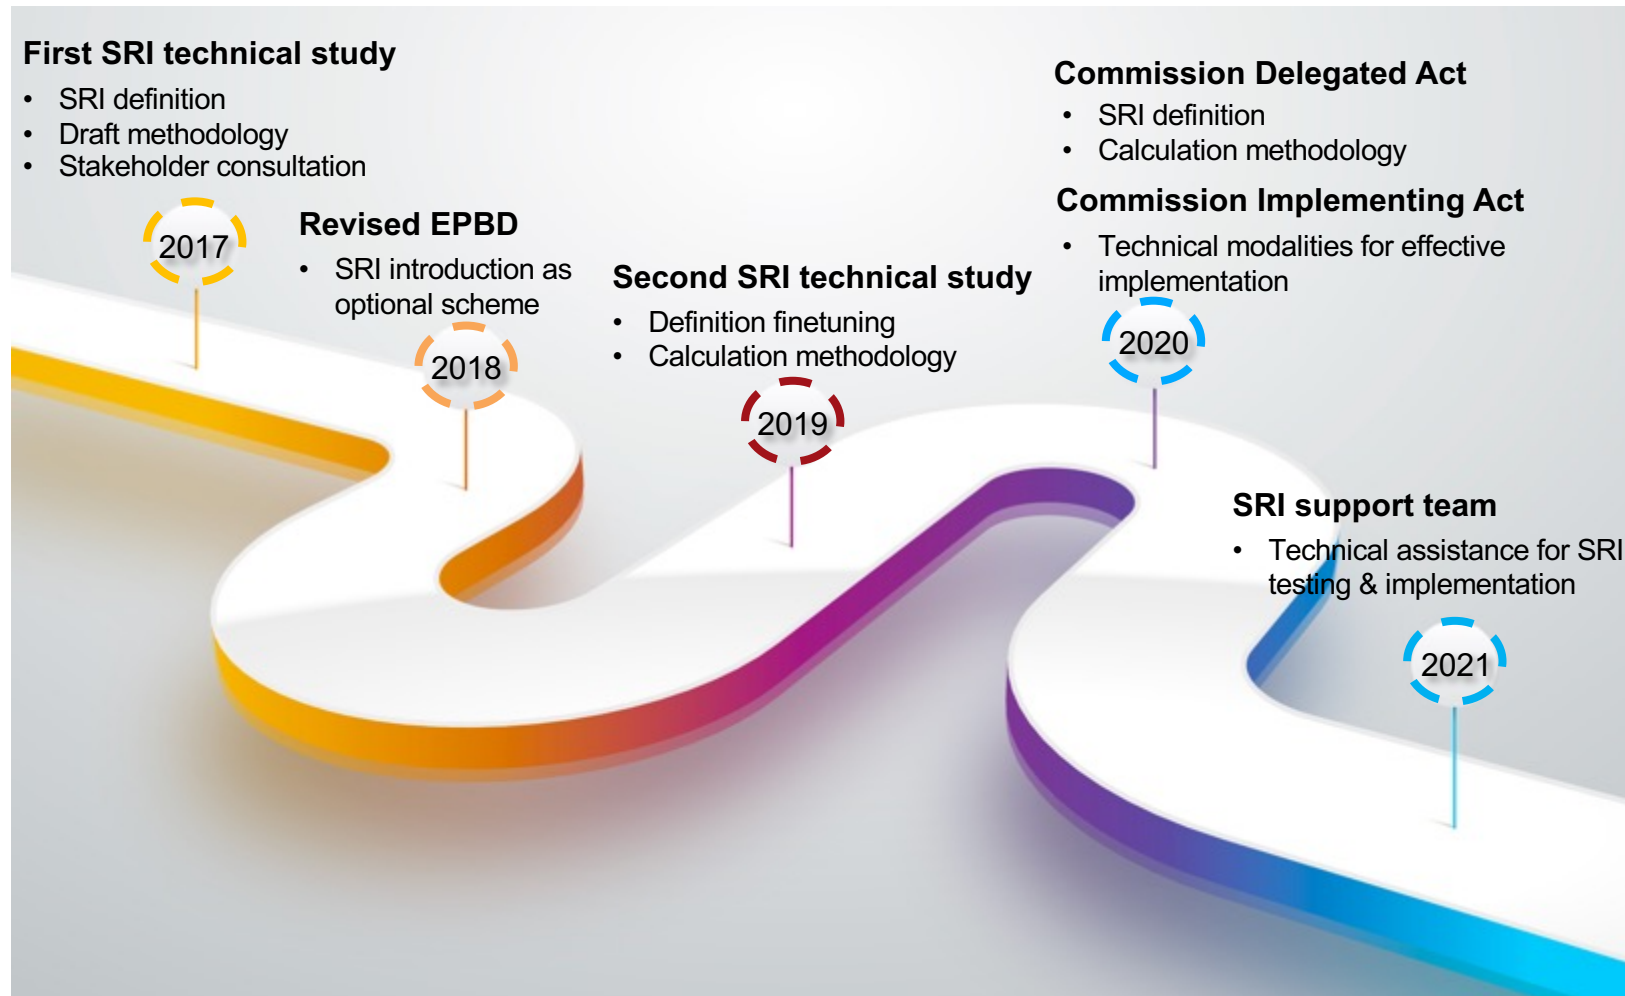 First SRI technical study
• SRI definition
• Draft methodology
• Stakeholder consultation
2017
Revised EPBD
• SRI introduction as
optional scheme
2018
Second SRI technical study
• Definition finetuning
• Calculation methodology
2019
Commission Delegated Act
• SRI definition
• Calculation methodology
Commission Implementing Act
• Technical modalities for effective
implementation
2020
SRI support team
• Technical assistance for SRI
testing & implementation
2021